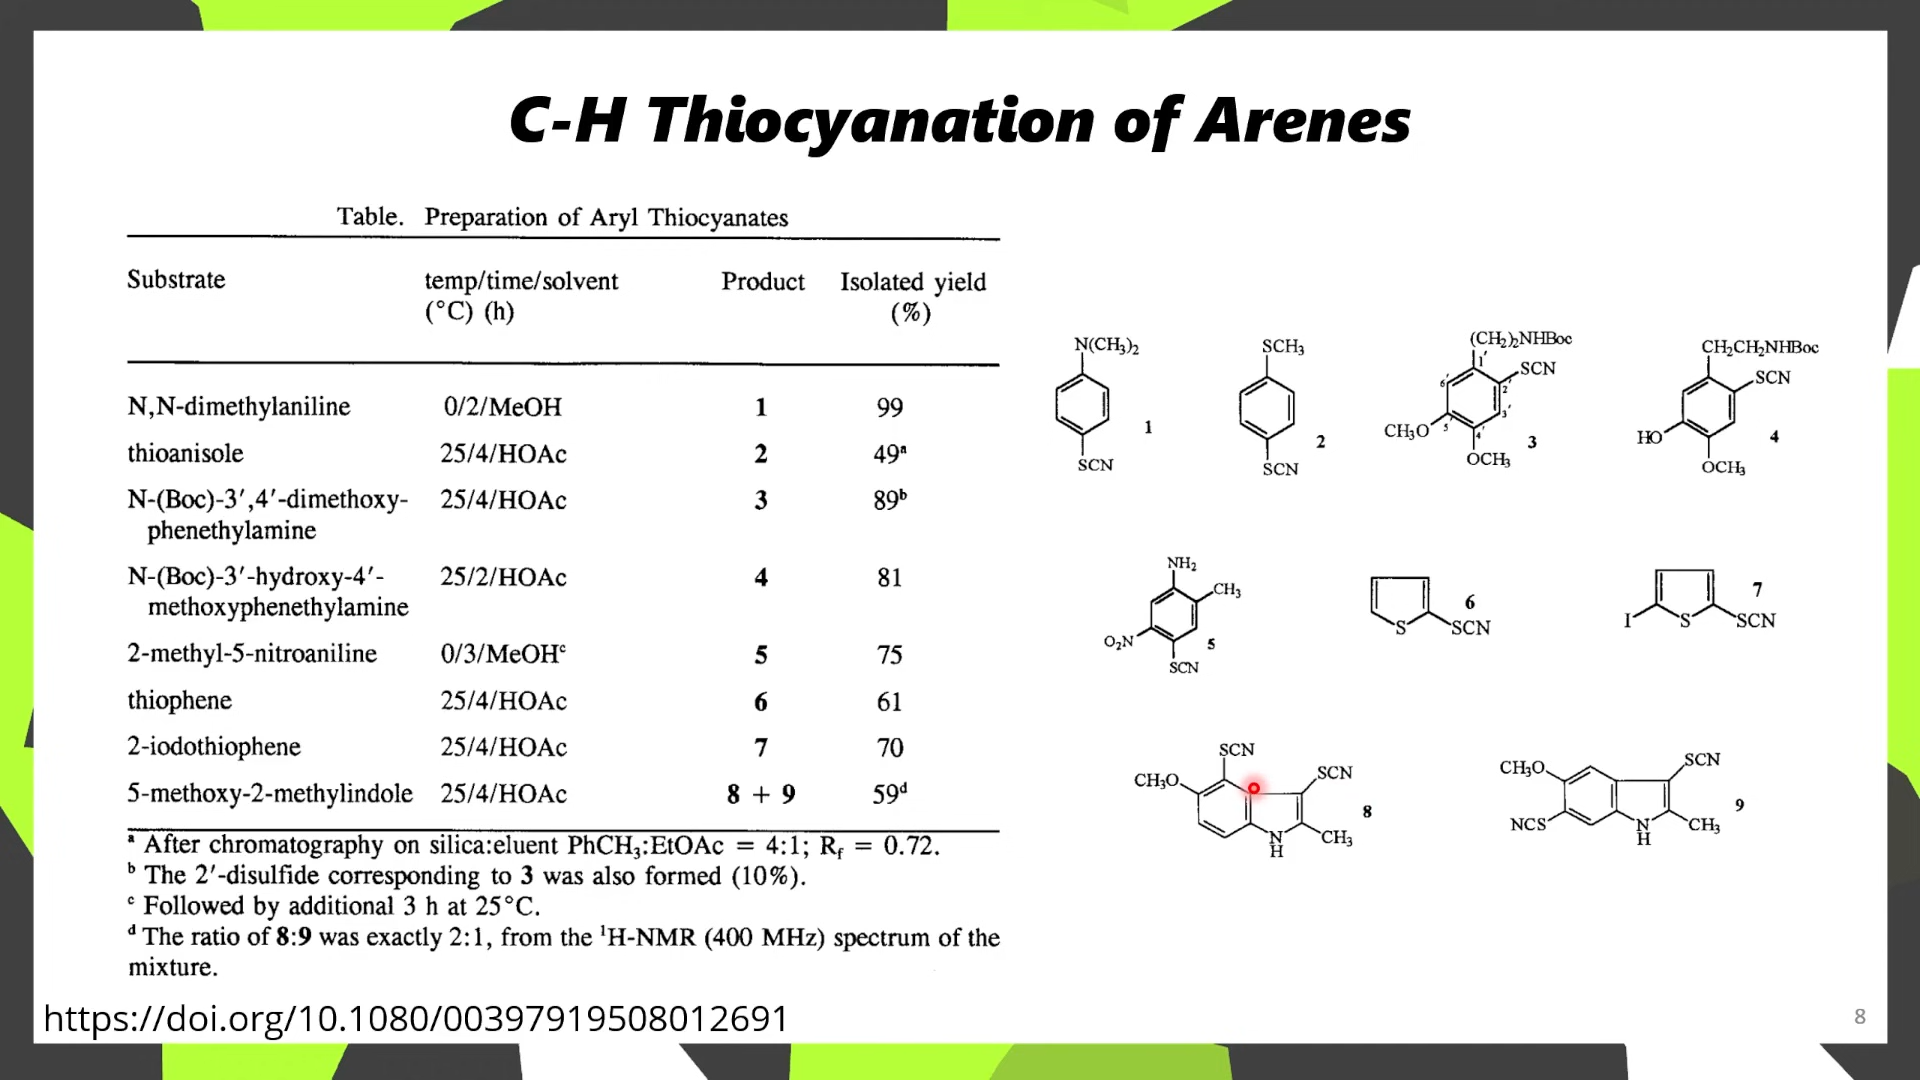 C-H Thiocyanation of Arenes
Table. Preparation of Aryl Thiocyanates
Substrate temp/time/solvent Product Isolated yield
(°C) (h) (%)
N,N-dimethylaniline 0/2/MeOH 1 99
thioanisole 25/4/HOAc 2 49ᵃ
N-(Boc)-3′,4′-dimethoxy- 25/4/HOAc 3 89ᵇ
phenethylamine
N-(Boc)-3′-hydroxy-4′- 25/2/HOAc 4 81
methoxyphenethylamine
2-methyl-5-nitroaniline 0/3/MeOHᶜ 5 75
thiophene 25/4/HOAc 6 61
2-iodothiophene 25/4/HOAc 7 70
5-methoxy-2-methylindole 25/4/HOAc 8 + 9 59ᵈ
ᵃ After chromatography on silica:eluent PhCH₃:EtOAc = 4:1; Rf = 0.72.
ᵇ The 2′-disulfide corresponding to 3 was also formed (10%).
ᶜ Followed by additional 3 h at 25°C.
ᵈ The ratio of 8:9 was exactly 2:1, from the ¹H-NMR (400 MHz) spectrum of the
mixture.
N(CH₃)₂
1
SCN
SCH₃
2
SCN
(CH₂)₂NHBoc
1′
SCN
6′
2′
3′
CH₃O
5′
4′
OCH₃
3
CH₂CH₂NHBoc
SCN
HO
4
OCH₃
NH₂
CH₃
O₂N
5
SCN
6
S
SCN
7
I
S
SCN
SCN
CH₃O
SCN
8
N
H
CH₃
CH₃O
SCN
9
NCS
N
H
CH₃
https://doi.org/10.1080/00397919508012691
8